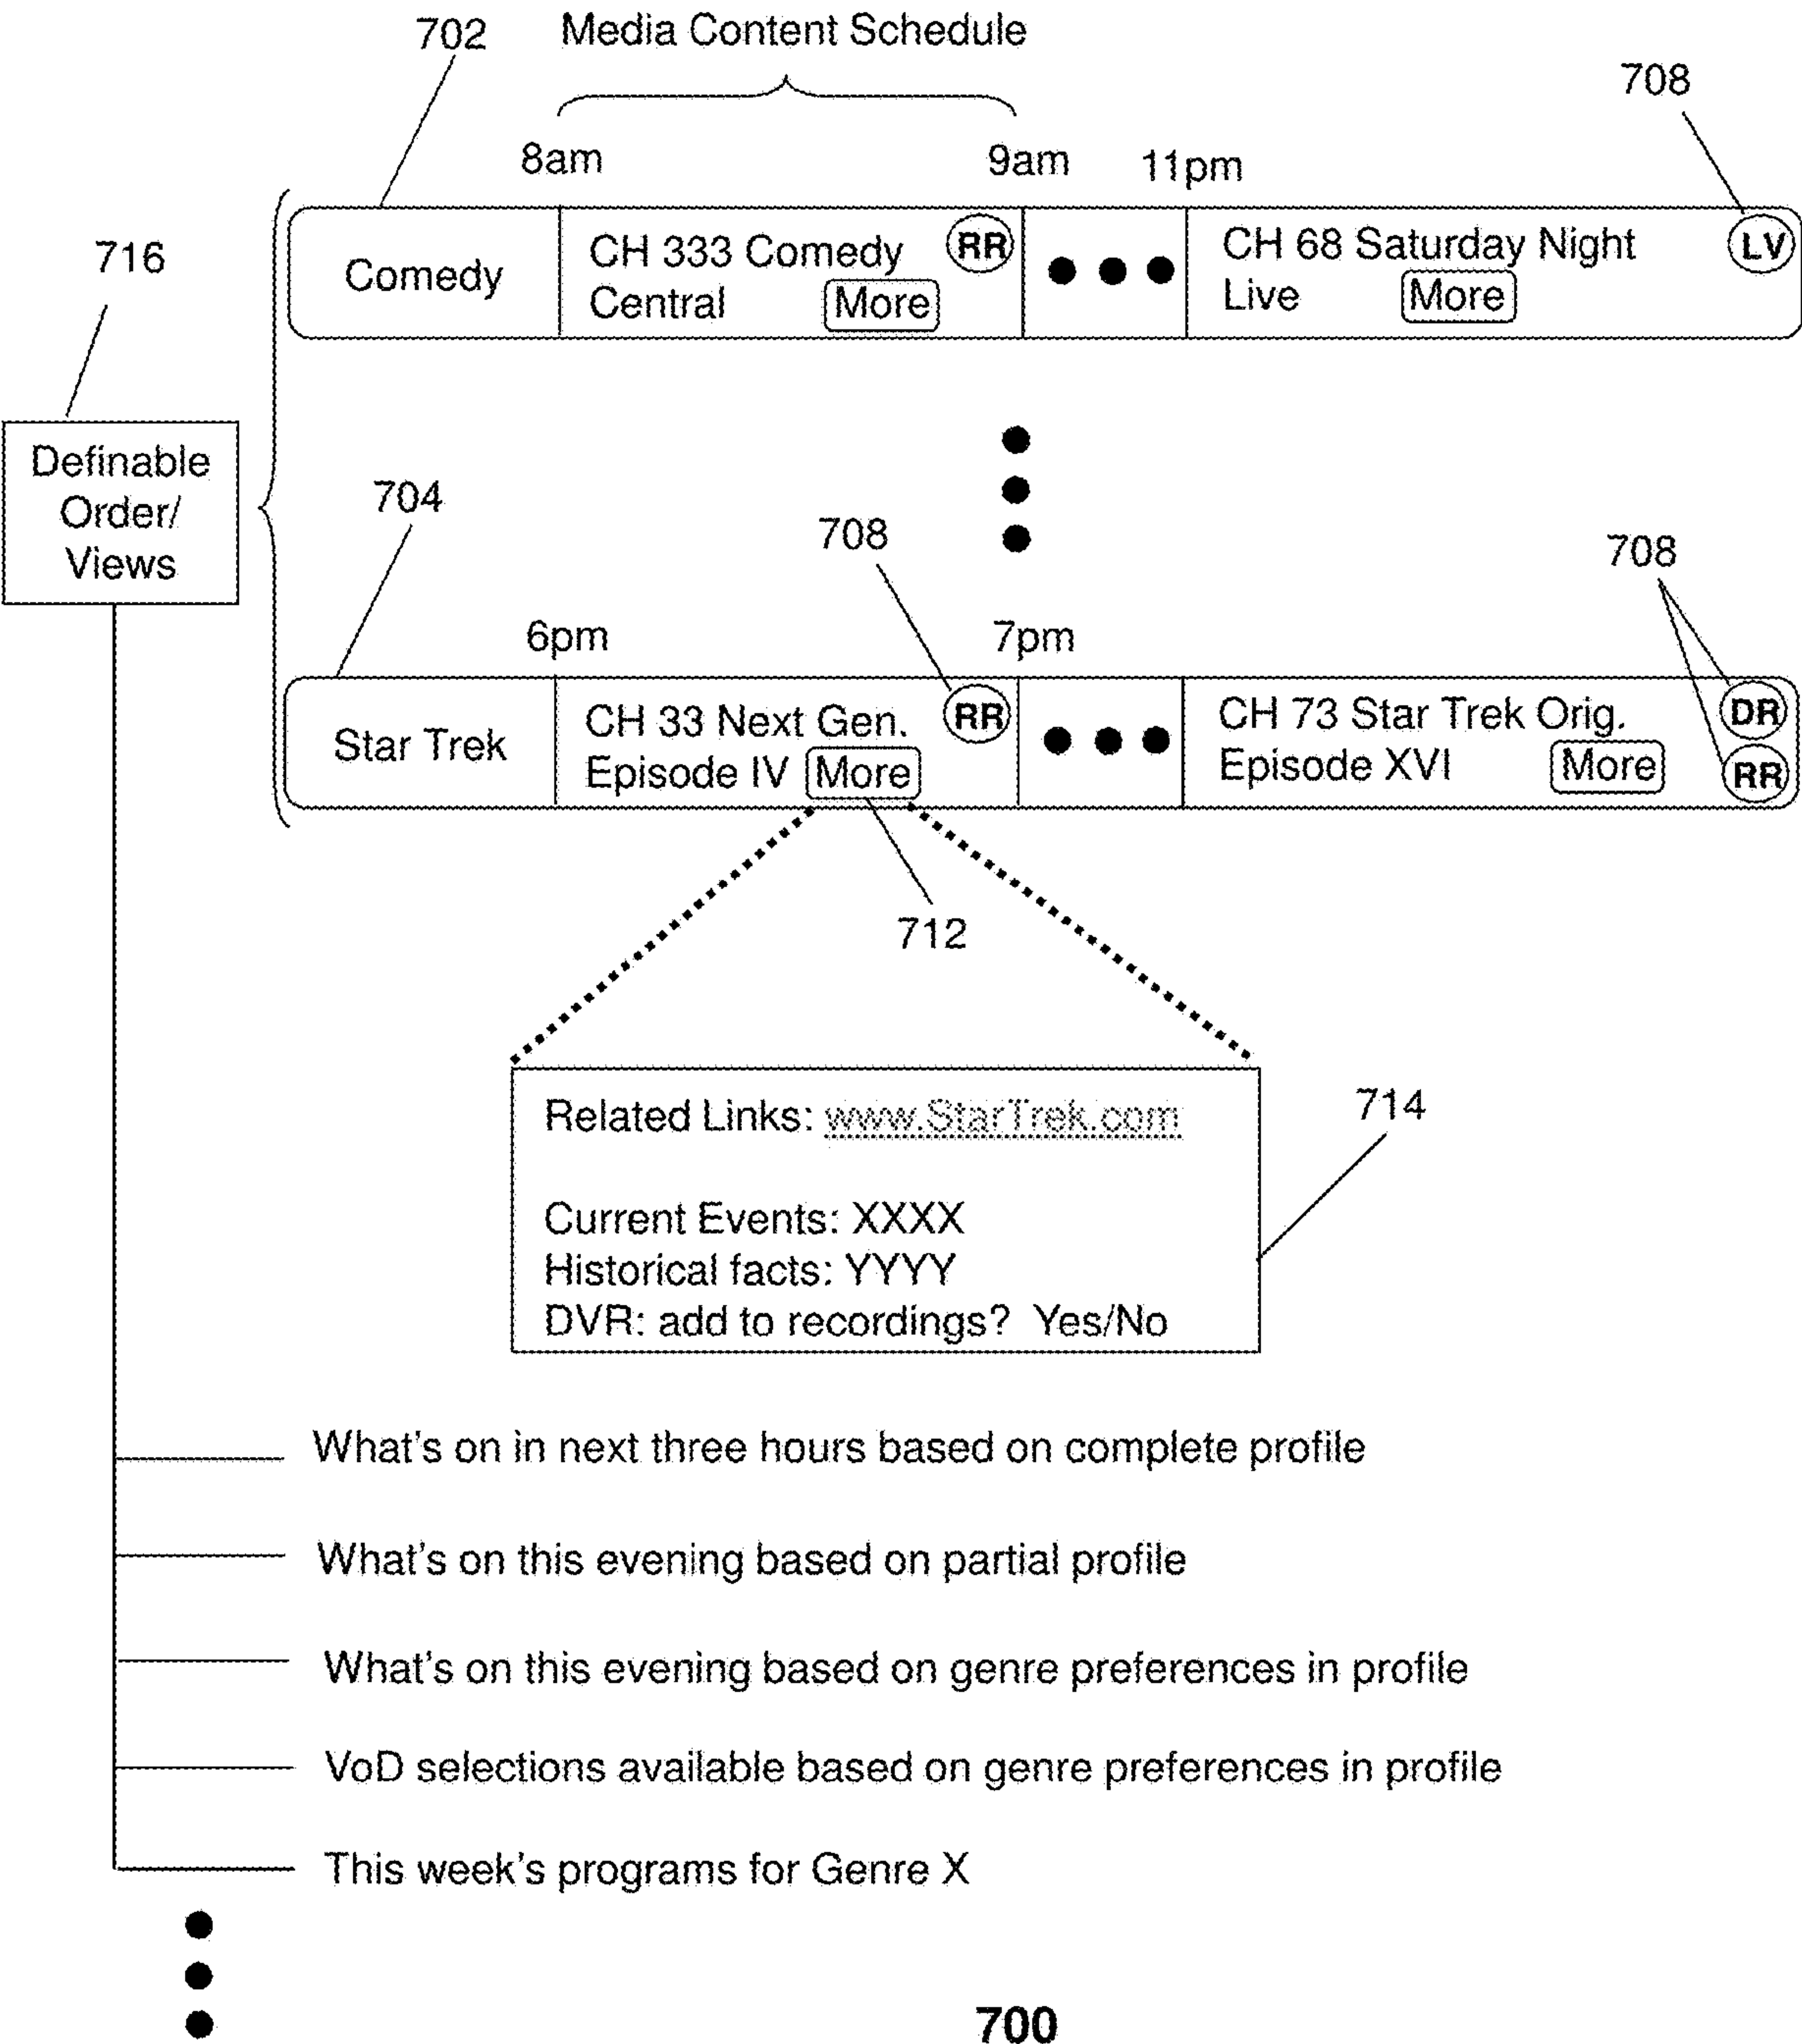 702
Media Content Schedule
708
8am
9am
11pm
716
Comedy
CH 333 Comedy
Central
More
RR
CH 68 Saturday Night
Live
More
LV
Definable
Order/
Views
704
708
708
6pm
7pm
Star Trek
CH 33 Next Gen.
Episode IV
More
RR
CH 73 Star Trek Orig.
Episode XVI
More
DR
RR
712
Related Links: www.StarTrek.com
714
Current Events: XXXX
Historical facts: YYYY
DVR: add to recordings? Yes/No
What's on in next three hours based on complete profile
What's on this evening based on partial profile
What's on this evening based on genre preferences in profile
VoD selections available based on genre preferences in profile
This week's programs for Genre X
700